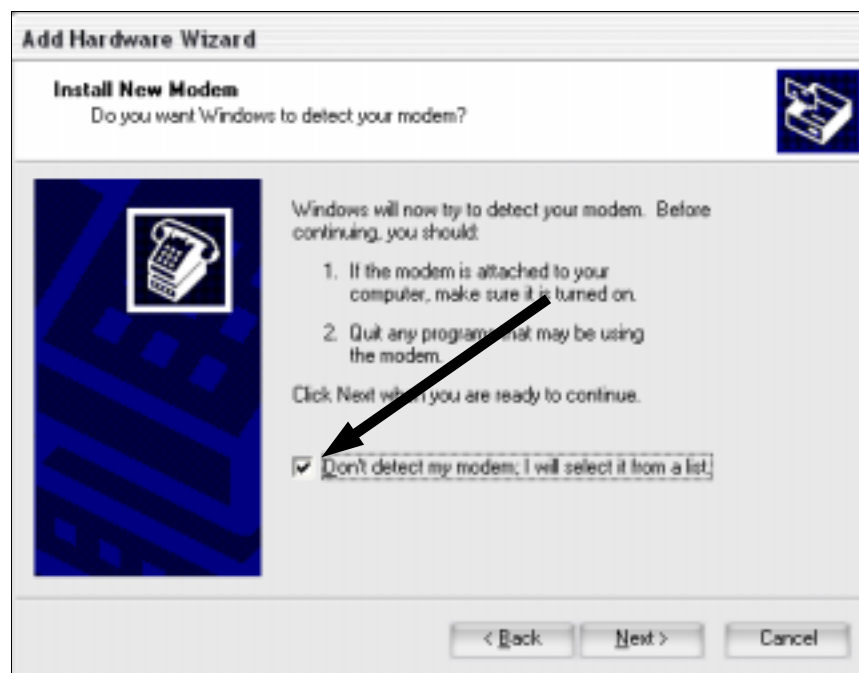 Add Hardware Wizard
Install New Modem
Do you want Windows to detect your modem?
Windows will now try to detect your modem. Before
continuing, you should:
1. If the modem is attached to your
computer, make sure it is turned on.
2. Quit any programs that may be using
the modem.
Click Next when you are ready to continue.
Don't detect my modem; I will select it from a list.
< Back
Next >
Cancel